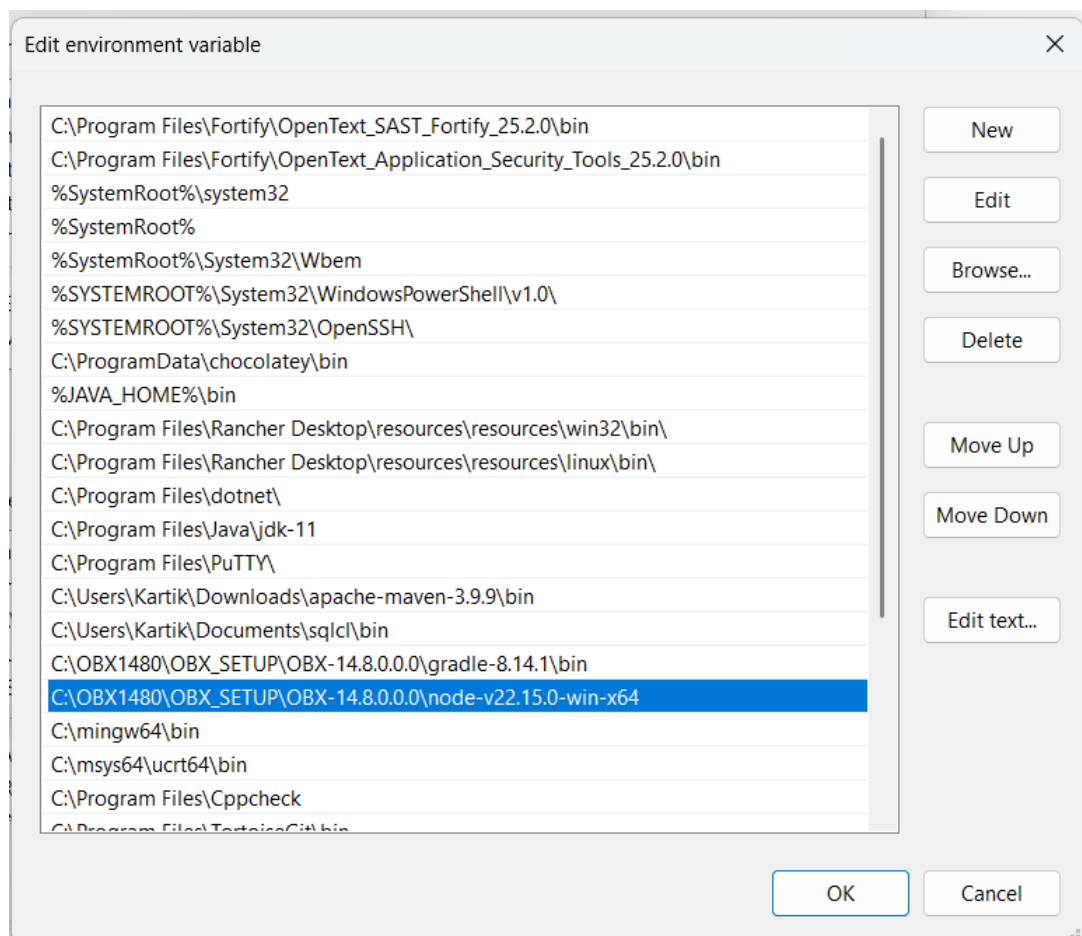 Edit environment variable
C:\Program Files\Fortify\OpenText_SAST_Fortify_25.2.0\bin
C:\Program Files\Fortify\OpenText_Application_Security_Tools_25.2.0\bin
%SystemRoot%\system32
%SystemRoot%
%SystemRoot%\System32\Wbem
%SYSTEMROOT%\System32\WindowsPowerShell\v1.0\
%SYSTEMROOT%\System32\OpenSSH\
C:\ProgramData\chocolatey\bin
%JAVA_HOME%\bin
C:\Program Files\Rancher Desktop\resources\resources\win32\bin\
C:\Program Files\Rancher Desktop\resources\resources\linux\bin\
C:\Program Files\dotnet\
C:\Program Files\Java\jdk-11
C:\Program Files\PuTTY\
C:\Users\Kartik\Downloads\apache-maven-3.9.9\bin
C:\Users\Kartik\Documents\sqlcl\bin
C:\OBX1480\OBX_SETUP\OBX-14.8.0.0.0\gradle-8.14.1\bin
C:\OBX1480\OBX_SETUP\OBX-14.8.0.0.0\node-v22.15.0-win-x64
C:\mingw64\bin
C:\msys64\ucrt64\bin
C:\Program Files\Cppcheck
C:\Program Files\TortoiseGit\bin
New
Edit
Browse...
Delete
Move Up
Move Down
Edit text...
OK
Cancel